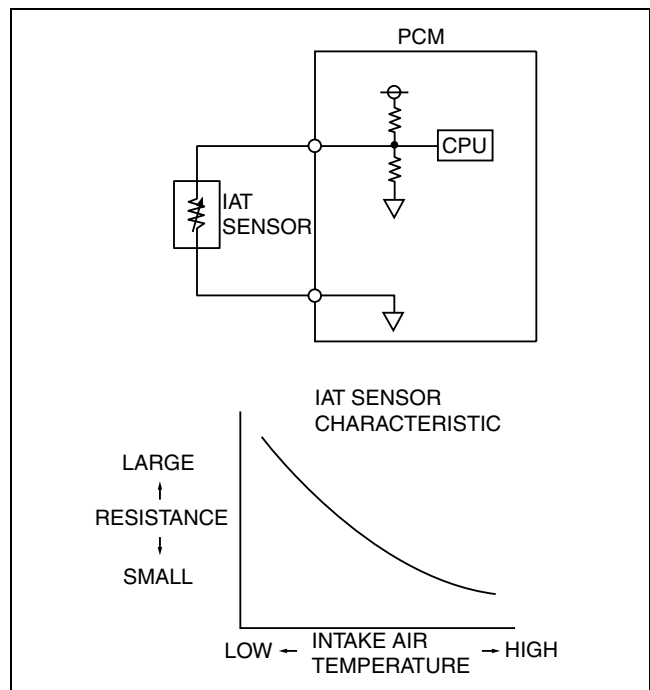 PCM
CPU
IAT
SENSOR
IAT SENSOR
CHARACTERISTIC
LARGE
RESISTANCE
SMALL
LOW ← INTAKE AIR → HIGH
TEMPERATURE